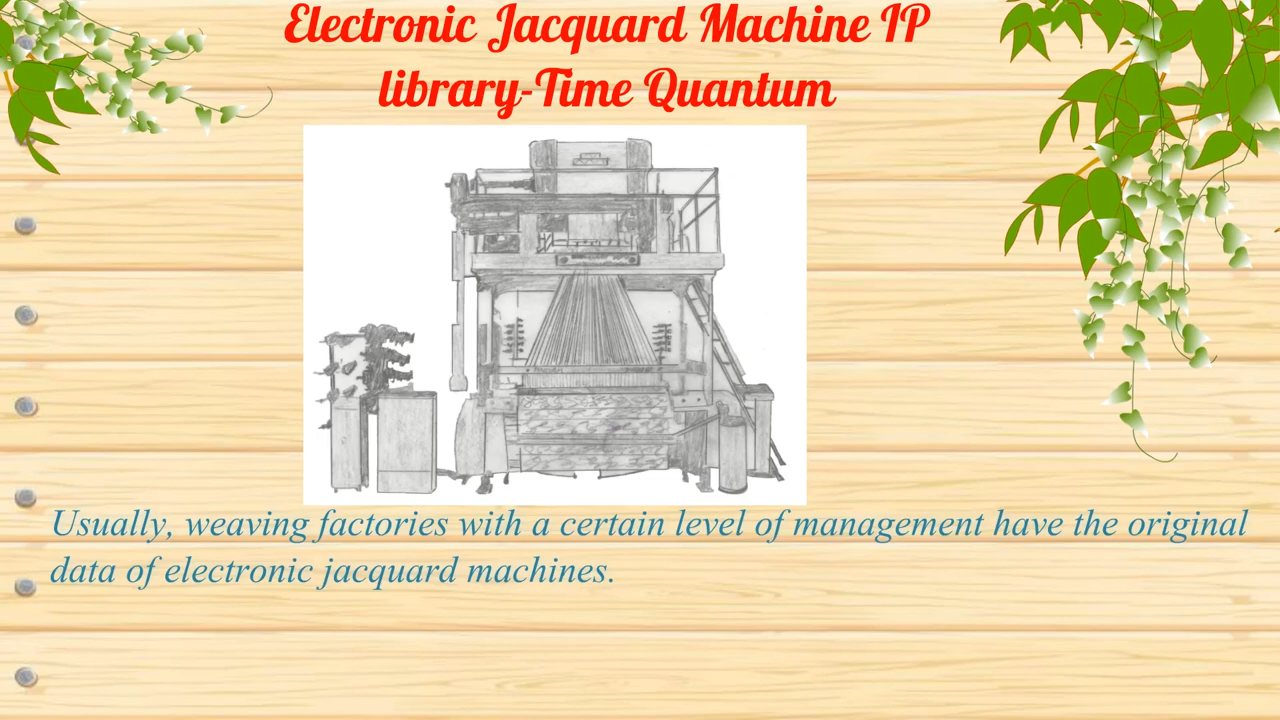 Electronic Jacquard Machine IP
library-Time Quantum
Usually, weaving factories with a certain level of management have the original
data of electronic jacquard machines.